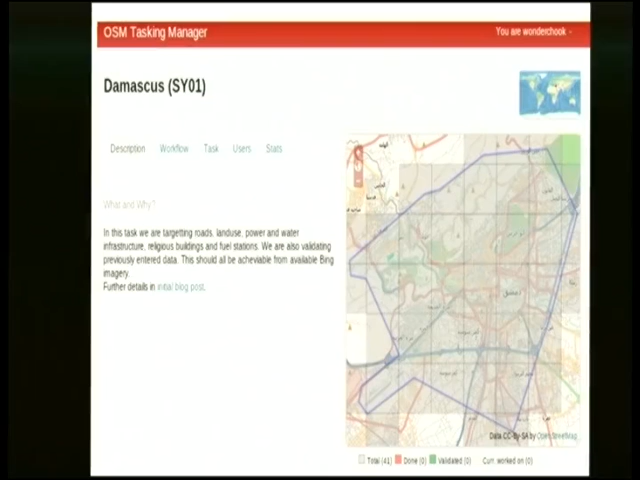 OSM Tasking Manager
You are wonderchook
Damascus (SY01)
Description Workflow Task Users Stats
What and Why?
In this task we are targetting roads, landuse, power and water
infrastructure, religious buildings and fuel stations. We are also validating
previously entered data. This should all be acheviable from available Bing
imagery.
Further details in initial blog post.
دمشق
Data CC-By-SA by OpenStreetMap
Total (41) Done (0) Validated (0) Curr. worked on (0)